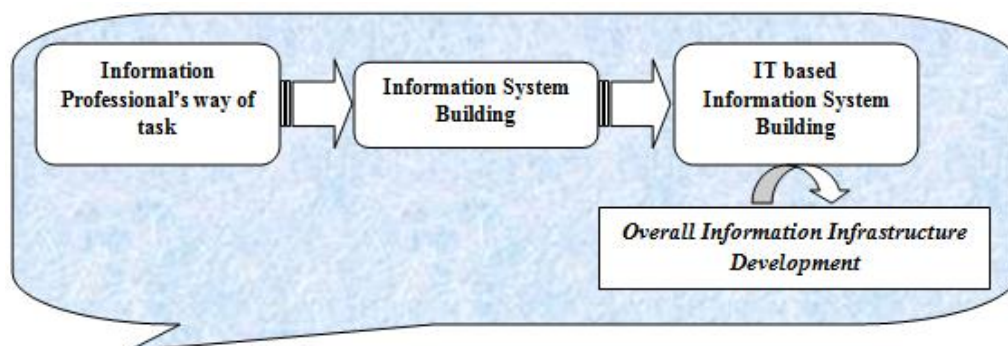 Information
Professional's way of
task
Information System
Building
IT based
Information System
Building
Overall Information Infrastructure
Development